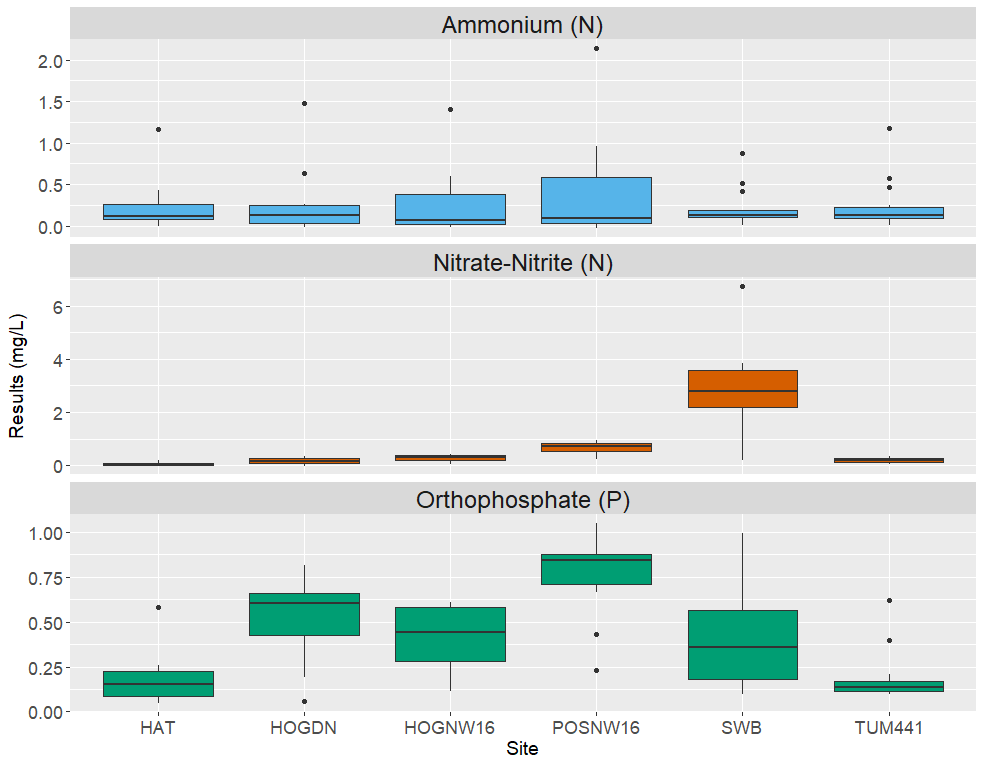 Ammonium (N)
2.0
1.5
1.0
0.5
0.0
Nitrate-Nitrite (N)
6
4
2
0
Results (mg/L)
Orthophosphate (P)
1.00
0.75
0.50
0.25
0.00
HAT HOGDN HOGNW16 POSNW16 SWB TUM441
Site